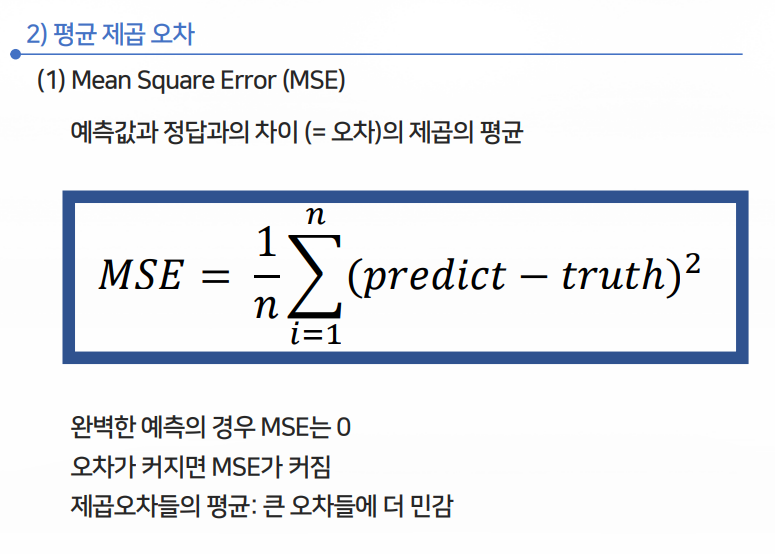 2) 평균 제곱 오차
(1) Mean Square Error (MSE)
예측값과 정답과의 차이 (= 오차)의 제곱의 평균
MSE = \frac{1}{n} \sum_{i=1}^{n} (predict − truth)^2
완벽한 예측의 경우 MSE는 0
오차가 커지면 MSE가 커짐
제곱오차들의 평균: 큰 오차들에 더 민감